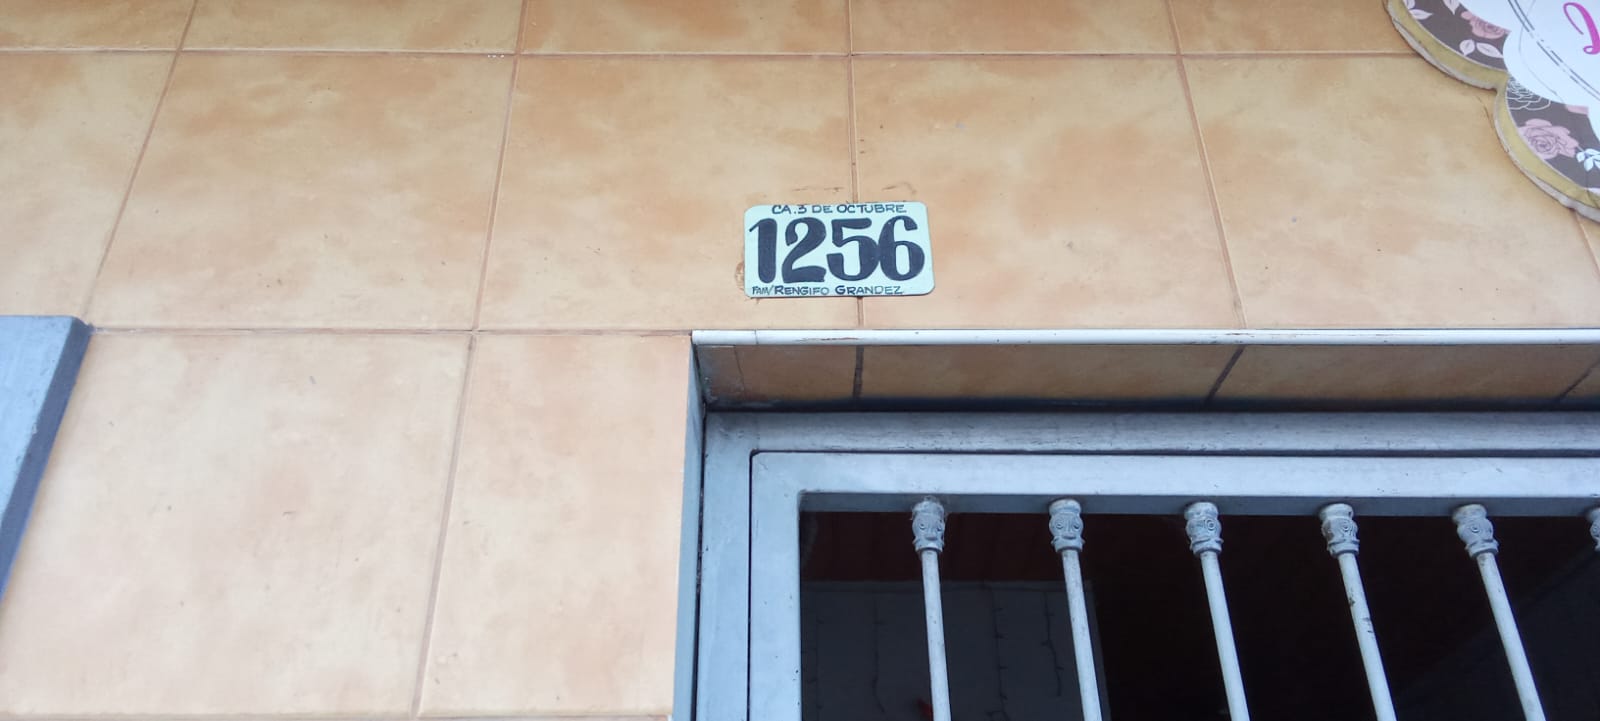 CA. 3 DE OCTUBRE
1256
FAM/RENGIFO GRANDEZ